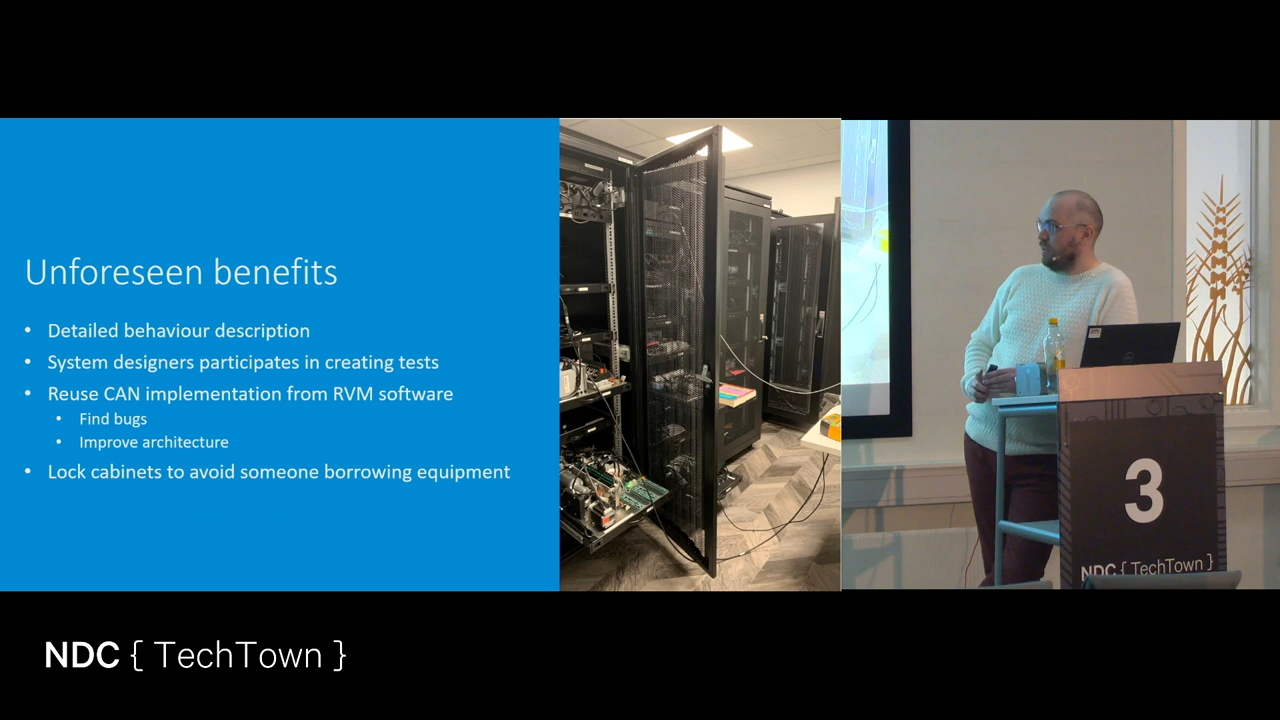 Unforeseen benefits
• Detailed behaviour description
• System designers participates in creating tests
• Reuse CAN implementation from RVM software
• Find bugs
• Improve architecture
• Lock cabinets to avoid someone borrowing equipment
3
NDC { TechTown }
NDC { TechTown }